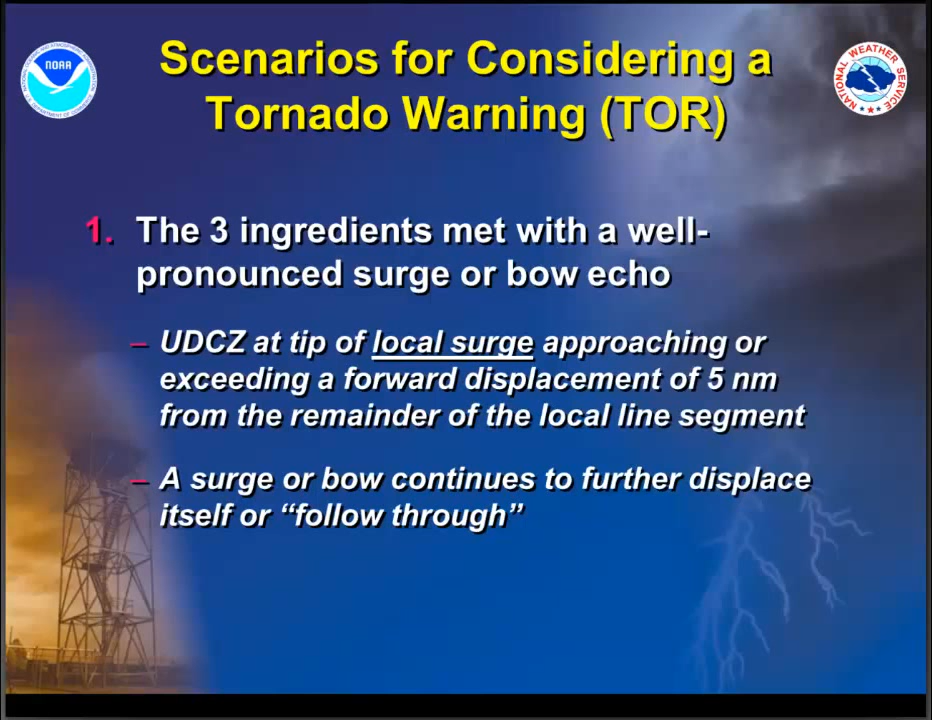 Scenarios for Considering a
Tornado Warning (TOR)
NOAA
NATIONAL WEATHER SERVICE
1. The 3 ingredients met with a well-
pronounced surge or bow echo
– UDCZ at tip of local surge approaching or
exceeding a forward displacement of 5 nm
from the remainder of the local line segment
– A surge or bow continues to further displace
itself or “follow through”